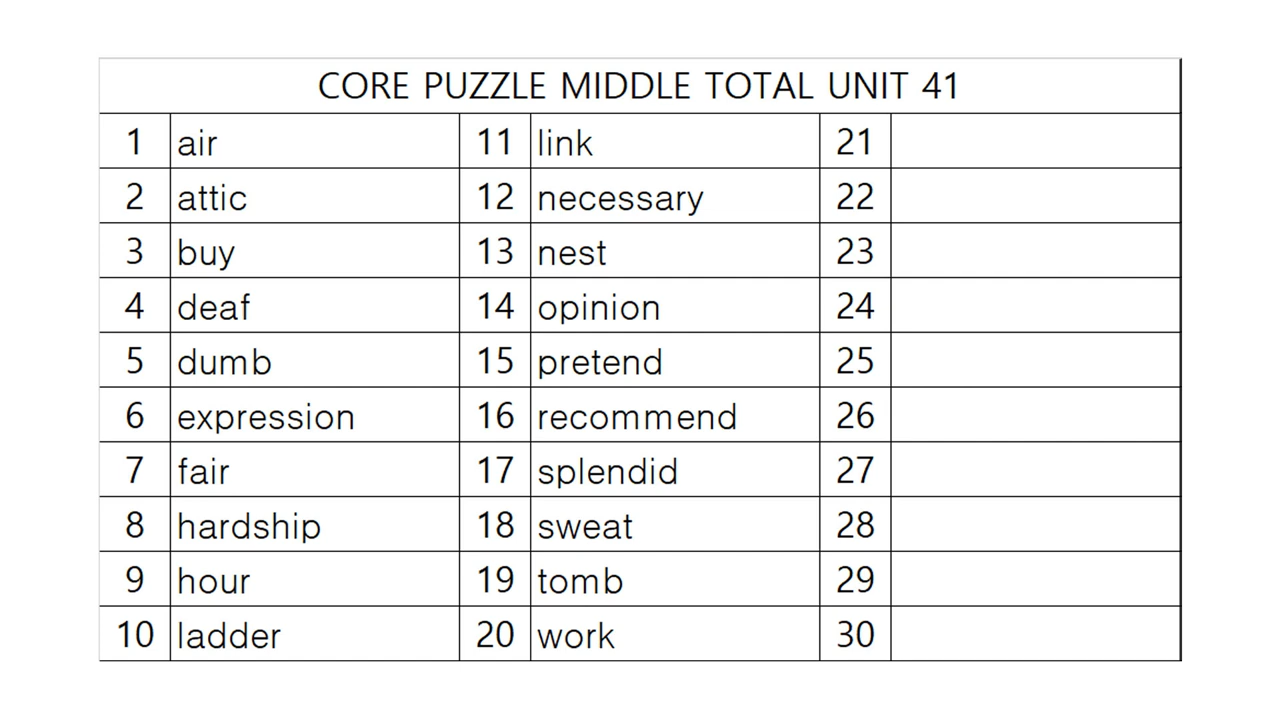 CORE PUZZLE MIDDLE TOTAL UNIT 41
1 air 11 link 21
2 attic 12 necessary 22
3 buy 13 nest 23
4 deaf 14 opinion 24
5 dumb 15 pretend 25
6 expression 16 recommend 26
7 fair 17 splendid 27
8 hardship 18 sweat 28
9 hour 19 tomb 29
10 ladder 20 work 30